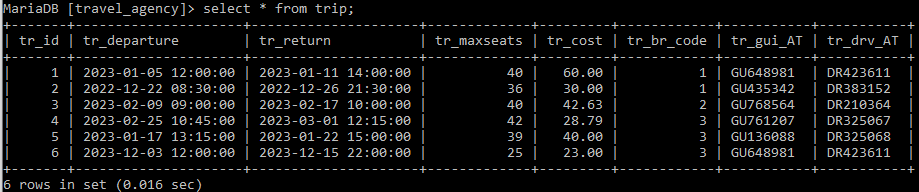 MariaDB [travel_agency]> select * from trip;
+-------+---------------------+---------------------+-------------+---------+------------+-----------+-----------+
| tr_id | tr_departure        | tr_return           | tr_maxseats | tr_cost | tr_br_code | tr_gui_AT | tr_drv_AT |
+-------+---------------------+---------------------+-------------+---------+------------+-----------+-----------+
|     1 | 2023-01-05 12:00:00 | 2023-01-11 14:00:00 |          40 |   60.00 |          1 | GU648981  | DR423611  |
|     2 | 2022-12-22 08:30:00 | 2022-12-26 21:30:00 |          36 |   30.00 |          1 | GU435342  | DR383152  |
|     3 | 2023-02-09 09:00:00 | 2023-02-17 10:00:00 |          40 |   42.63 |          2 | GU768564  | DR210364  |
|     4 | 2023-02-25 10:45:00 | 2023-03-01 12:15:00 |          42 |   28.79 |          3 | GU761207  | DR325067  |
|     5 | 2023-01-17 13:15:00 | 2023-01-22 15:00:00 |          39 |   40.00 |          3 | GU136088  | DR325068  |
|     6 | 2023-12-03 12:00:00 | 2023-12-15 22:00:00 |          25 |   23.00 |          3 | GU648981  | DR423611  |
+-------+---------------------+---------------------+-------------+---------+------------+-----------+-----------+
6 rows in set (0.016 sec)